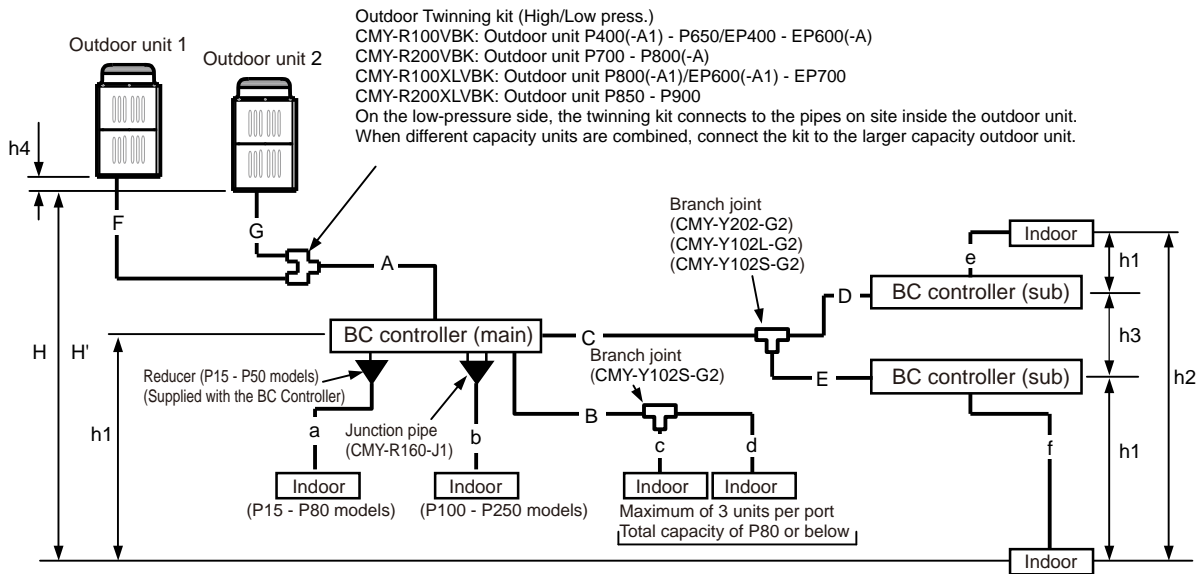 Outdoor Twinning kit (High/Low press.)
CMY-R100VBK: Outdoor unit P400(-A1) - P650/EP400 - EP600(-A)
CMY-R200VBK: Outdoor unit P700 - P800(-A)
CMY-R100XLVBK: Outdoor unit P800(-A1)/EP600(-A1) - EP700
CMY-R200XLVBK: Outdoor unit P850 - P900
On the low-pressure side, the twinning kit connects to the pipes on site inside the outdoor unit.
When different capacity units are combined, connect the kit to the larger capacity outdoor unit.
Outdoor unit 1
Outdoor unit 2
h4
F
G
A
H
H'
h1
BC controller (main)
Reducer (P15 - P50 models)
(Supplied with the BC Controller)
Junction pipe
(CMY-R160-J1)
a
b
Indoor
(P15 - P80 models)
Indoor
(P100 - P250 models)
C
B
Branch joint
(CMY-Y102S-G2)
c
d
Indoor
Indoor
Maximum of 3 units per port
Total capacity of P80 or below
Branch joint
(CMY-Y202-G2)
(CMY-Y102L-G2)
(CMY-Y102S-G2)
D
E
e
Indoor
BC controller (sub)
BC controller (sub)
f
Indoor
h1
h3
h2
h1